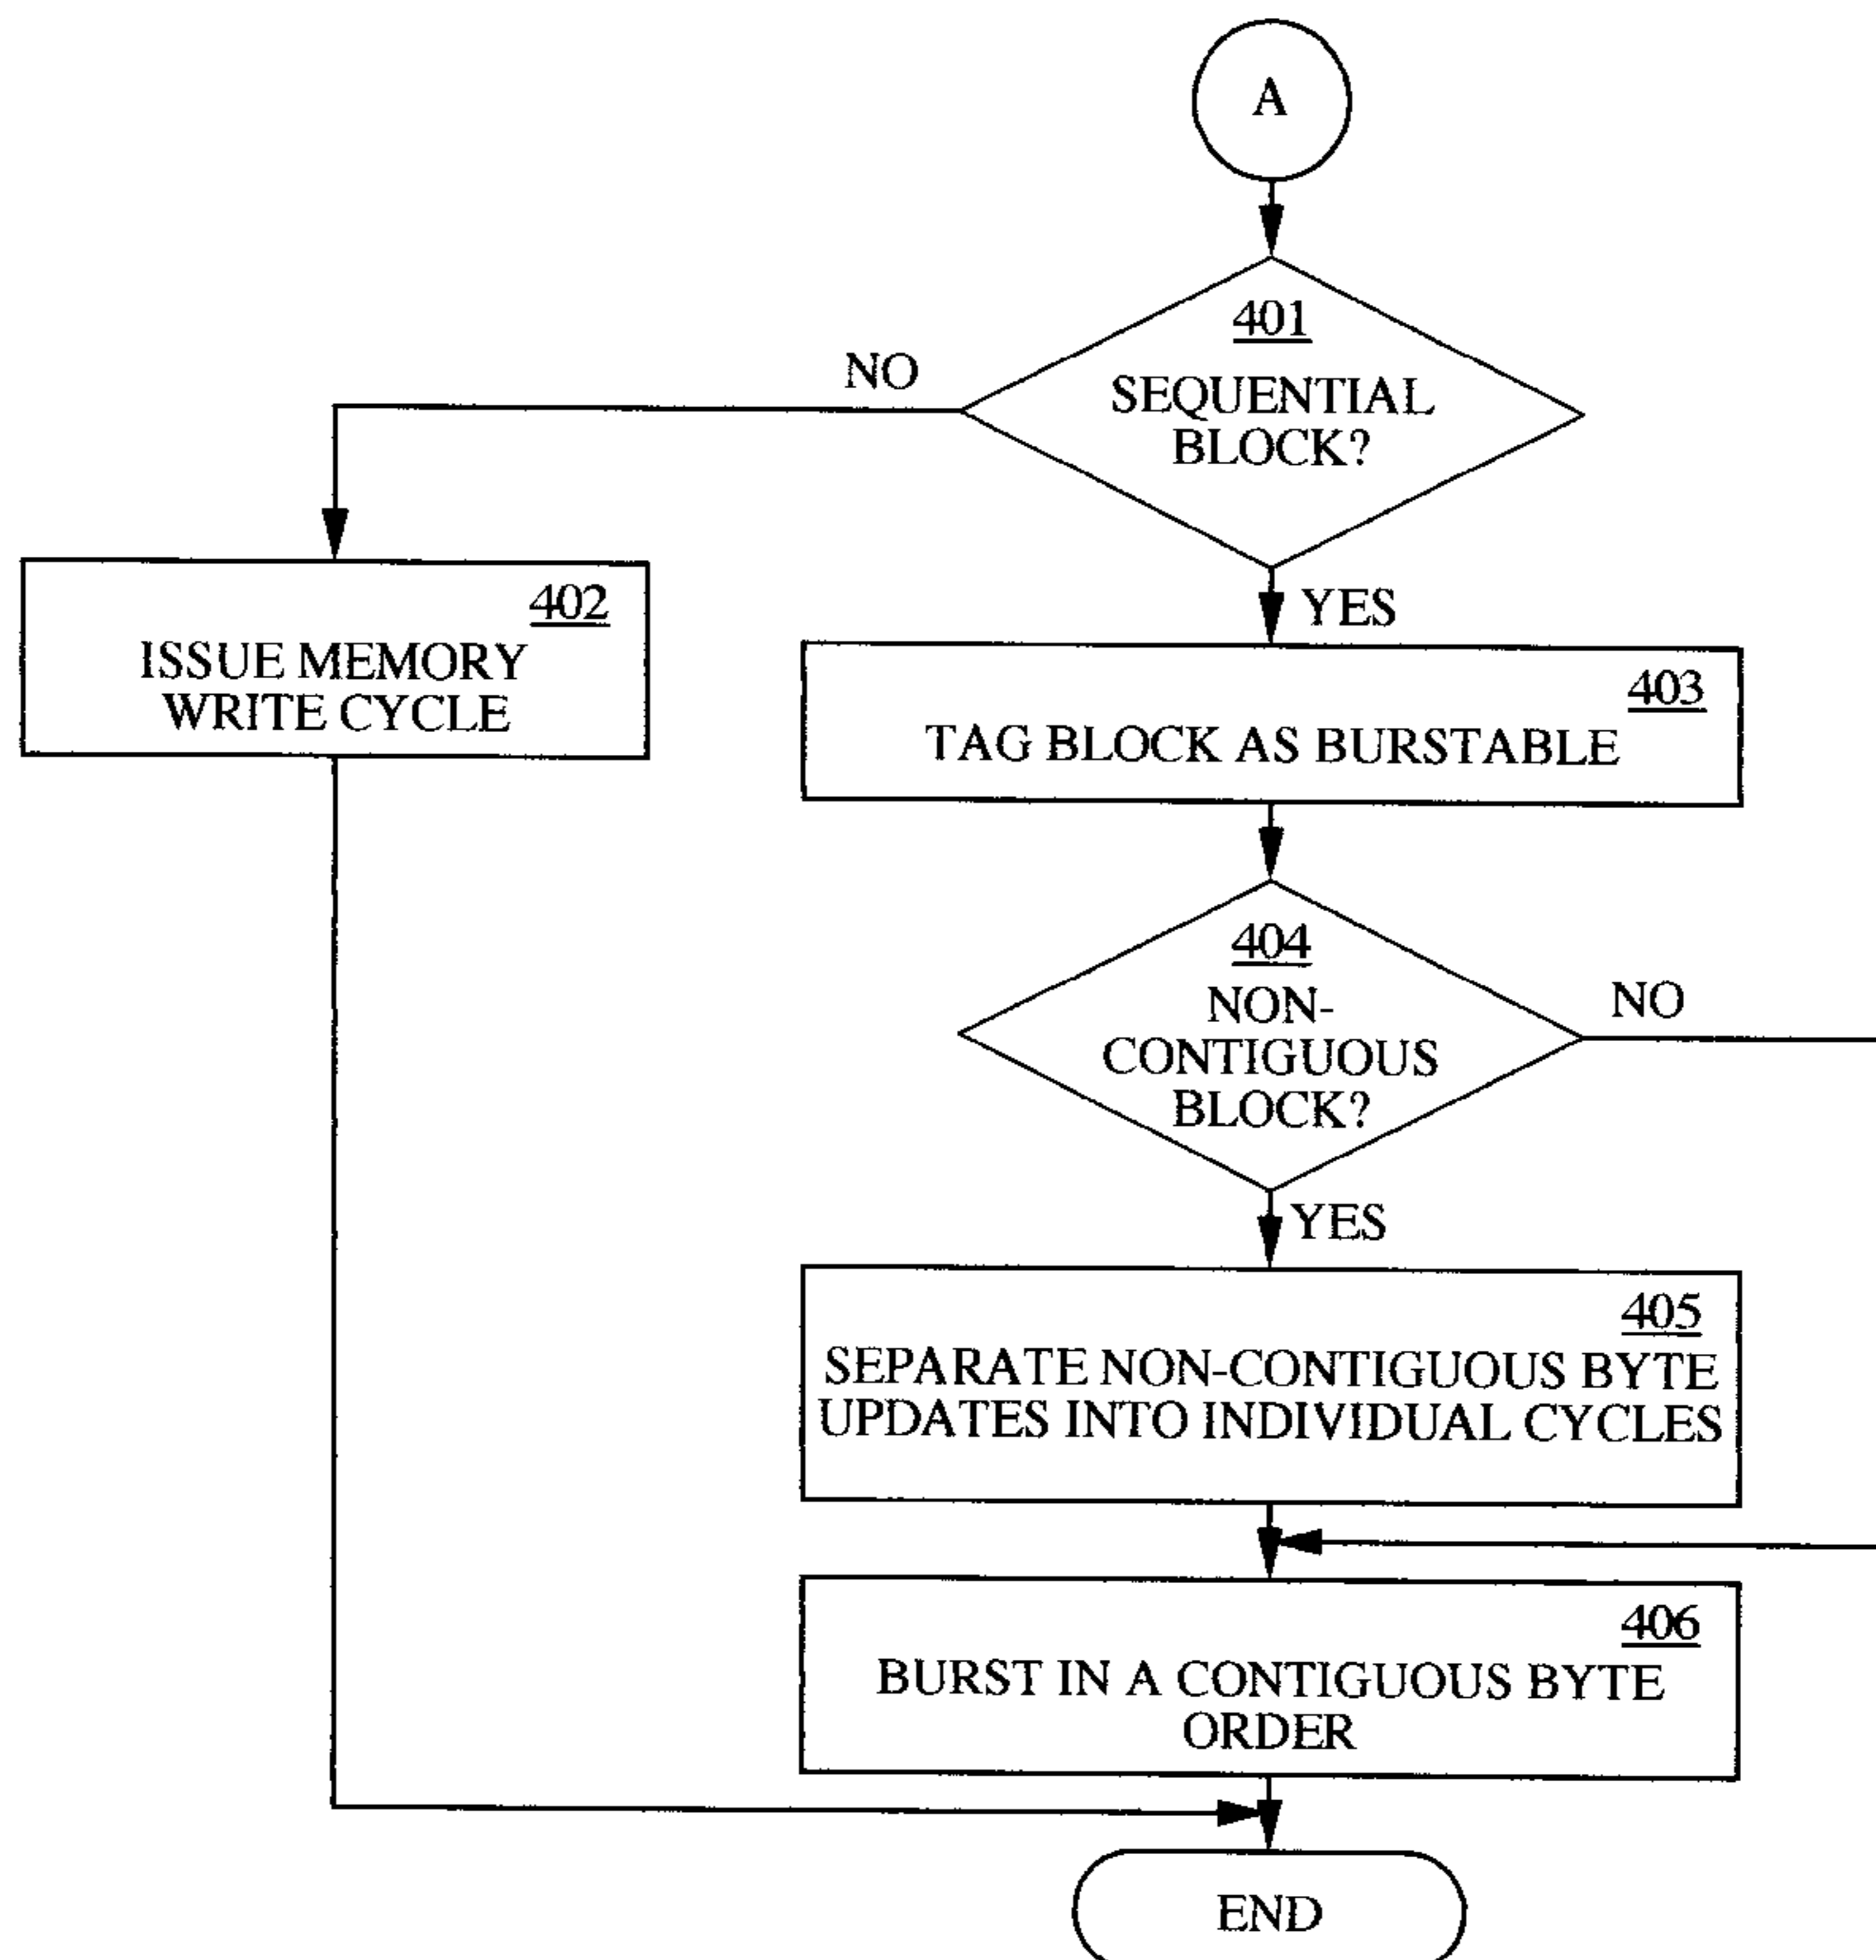 A
401
SEQUENTIAL
BLOCK?
NO
YES
402
ISSUE MEMORY
WRITE CYCLE
403
TAG BLOCK AS BURSTABLE
404
NON-
CONTIGUOUS
BLOCK?
NO
YES
405
SEPARATE NON-CONTIGUOUS BYTE
UPDATES INTO INDIVIDUAL CYCLES
406
BURST IN A CONTIGUOUS BYTE
ORDER
END